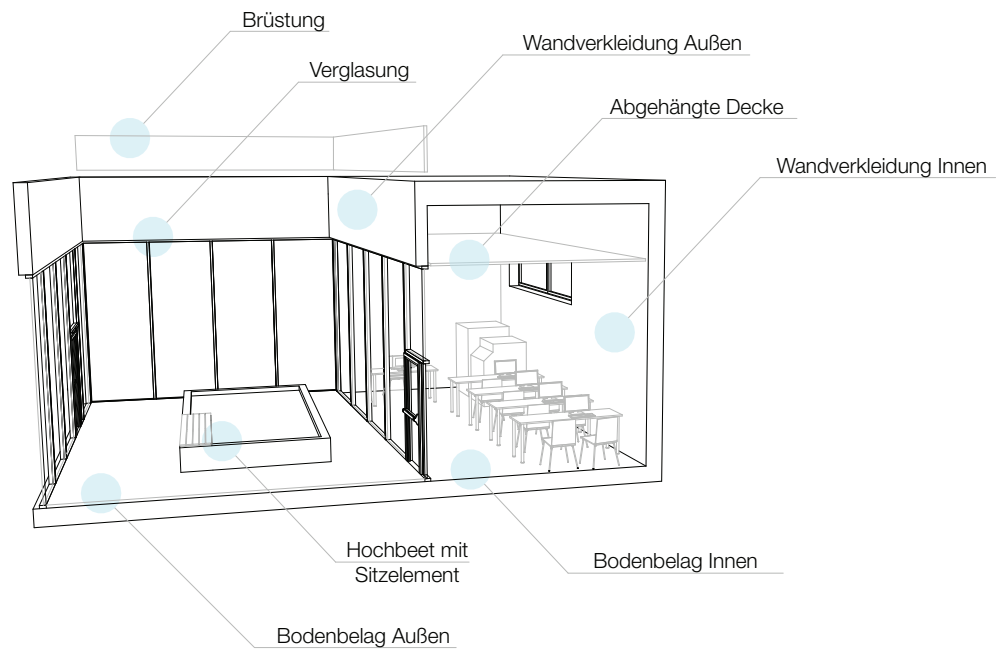 Brüstung
Wandverkleidung Außen
Verglasung
Abgehängte Decke
Wandverkleidung Innen
Hochbeet mit
Sitzelement
Bodenbelag Innen
Bodenbelag Außen